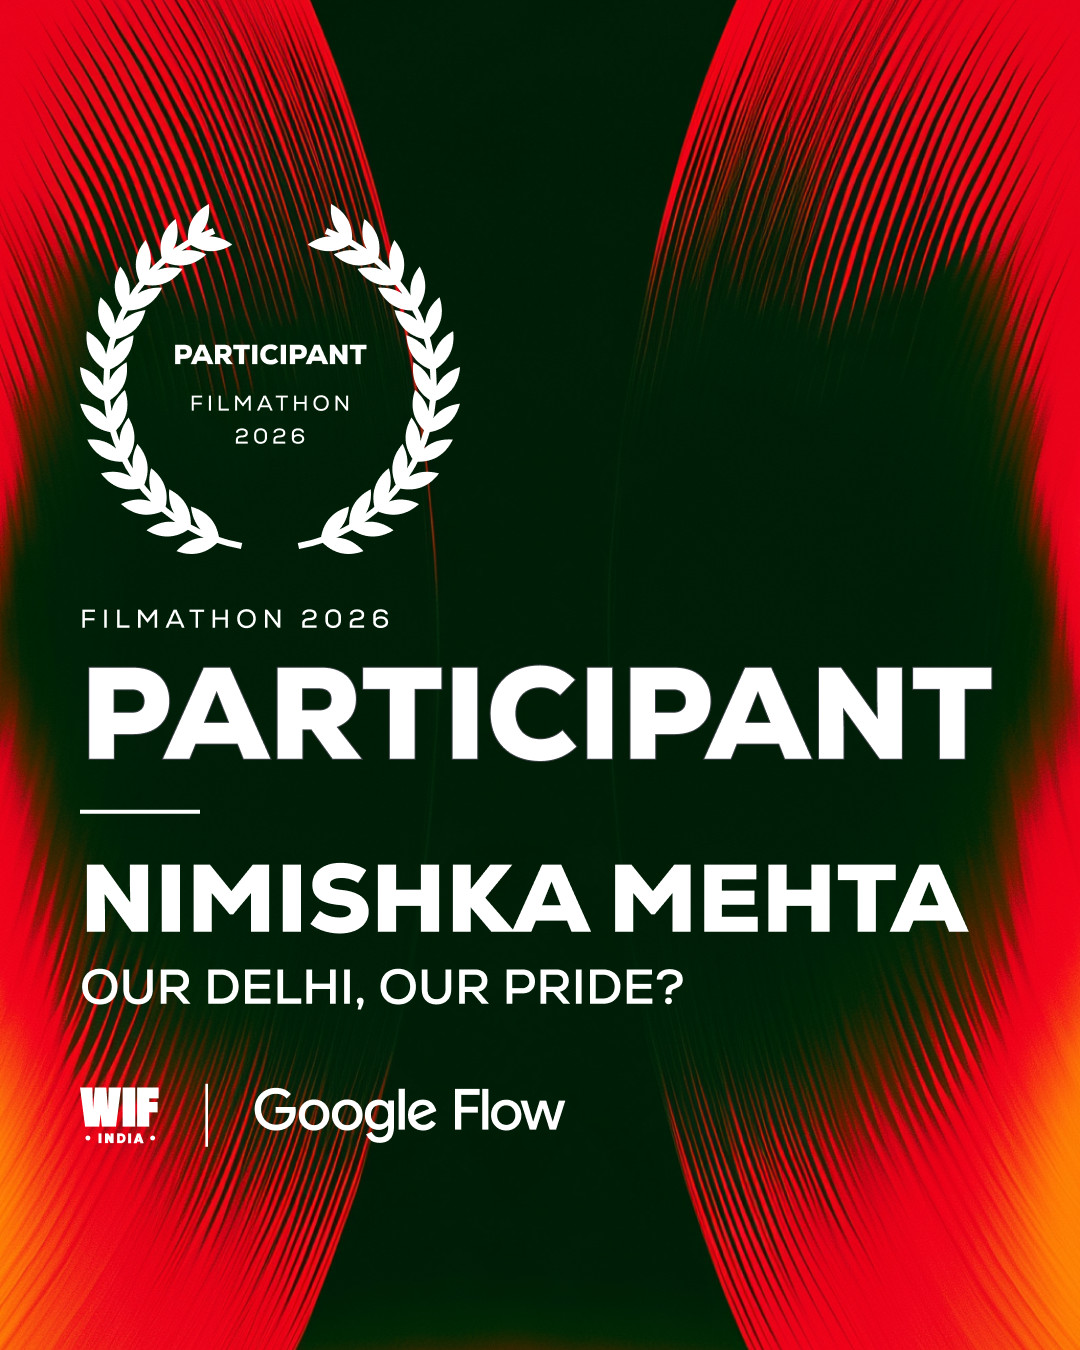 PARTICIPANT
FILMATHON
2026
FILMATHON 2026
PARTICIPANT
NIMISHKA MEHTA
OUR DELHI, OUR PRIDE?
WIF
• INDIA •
Google Flow